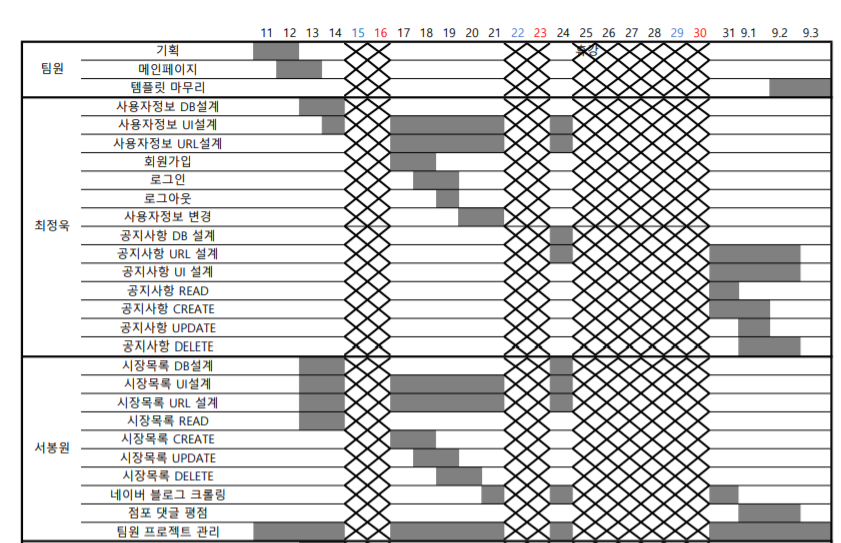 11 12 13 14 15 16 17 18 19 20 21 22 23 24 25 26 27 28 29 30 31 9.1 9.2 9.3
휴강
팀원
기획
메인페이지
템플릿 마무리
최정욱
사용자정보 DB설계
사용자정보 UI설계
사용자정보 URL설계
회원가입
로그인
로그아웃
사용자정보 변경
공지사항 DB 설계
공지사항 URL 설계
공지사항 UI 설계
공지사항 READ
공지사항 CREATE
공지사항 UPDATE
공지사항 DELETE
서봉원
시장목록 DB설계
시장목록 UI설계
시장목록 URL 설계
시장목록 READ
시장목록 CREATE
시장목록 UPDATE
시장목록 DELETE
네이버 블로그 크롤링
점포 댓글 평점
팀원 프로젝트 관리